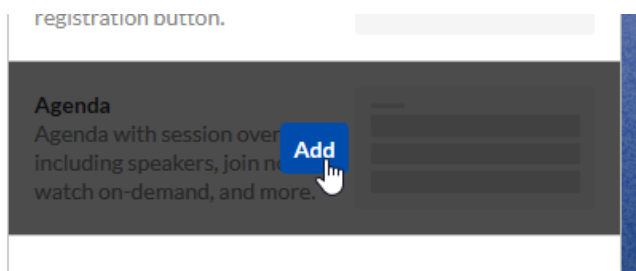 registration button.
Agenda
Agenda with session over
including speakers, join
watch on-demand, and more.
Add